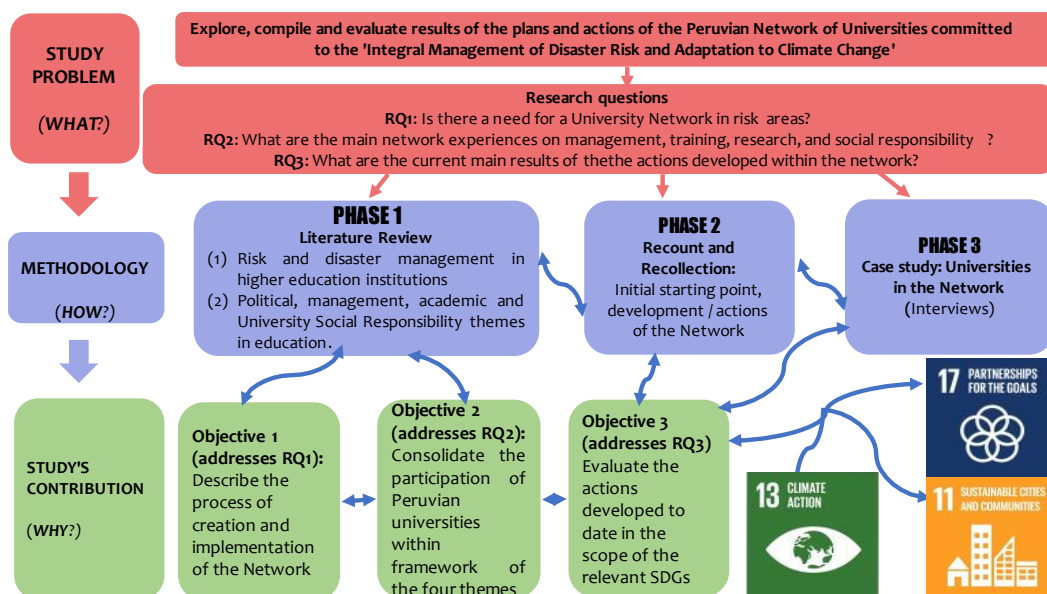 STUDY
PROBLEM
(WHAT?)
Explore, compile and evaluate results of the plans and actions of the Peruvian Network of Universities committed
to the 'Integral Management of Disaster Risk and Adaptation to Climate Change'
Research questions
RQ1: Is there a need for a University Network in risk areas?
RQ2: What are the main network experiences on management, training, research, and social responsibility ?
RQ3: What are the current main results of thethe actions developed within the network?
METHODOLOGY
(HOW?)
PHASE 1
Literature Review
(1) Risk and disaster management in
higher education institutions
(2) Political, management, academic and
University Social Responsibility themes
in education.
PHASE 2
Recount and
Recollection:
Initial starting point,
development / actions
of the Network
PHASE 3
Case study: Universities
in the Network
(Interviews)
STUDY'S
CONTRIBUTION
(WHY?)
Objective 1
(addresses RQ1):
Describe the
process of
creation and
implementation
of the Network
Objective 2
(addresses RQ2):
Consolidate the
participation of
Peruvian
universities
within
framework of
the four themes
Objective 3
(addresses RQ3)
Evaluate the
actions
developed to
date in the
scope of the
relevant SDGs
13 CLIMATE
ACTION
17 PARTNERSHIPS
FOR THE GOALS
11 SUSTAINABLE CITIES
AND COMMUNITIES